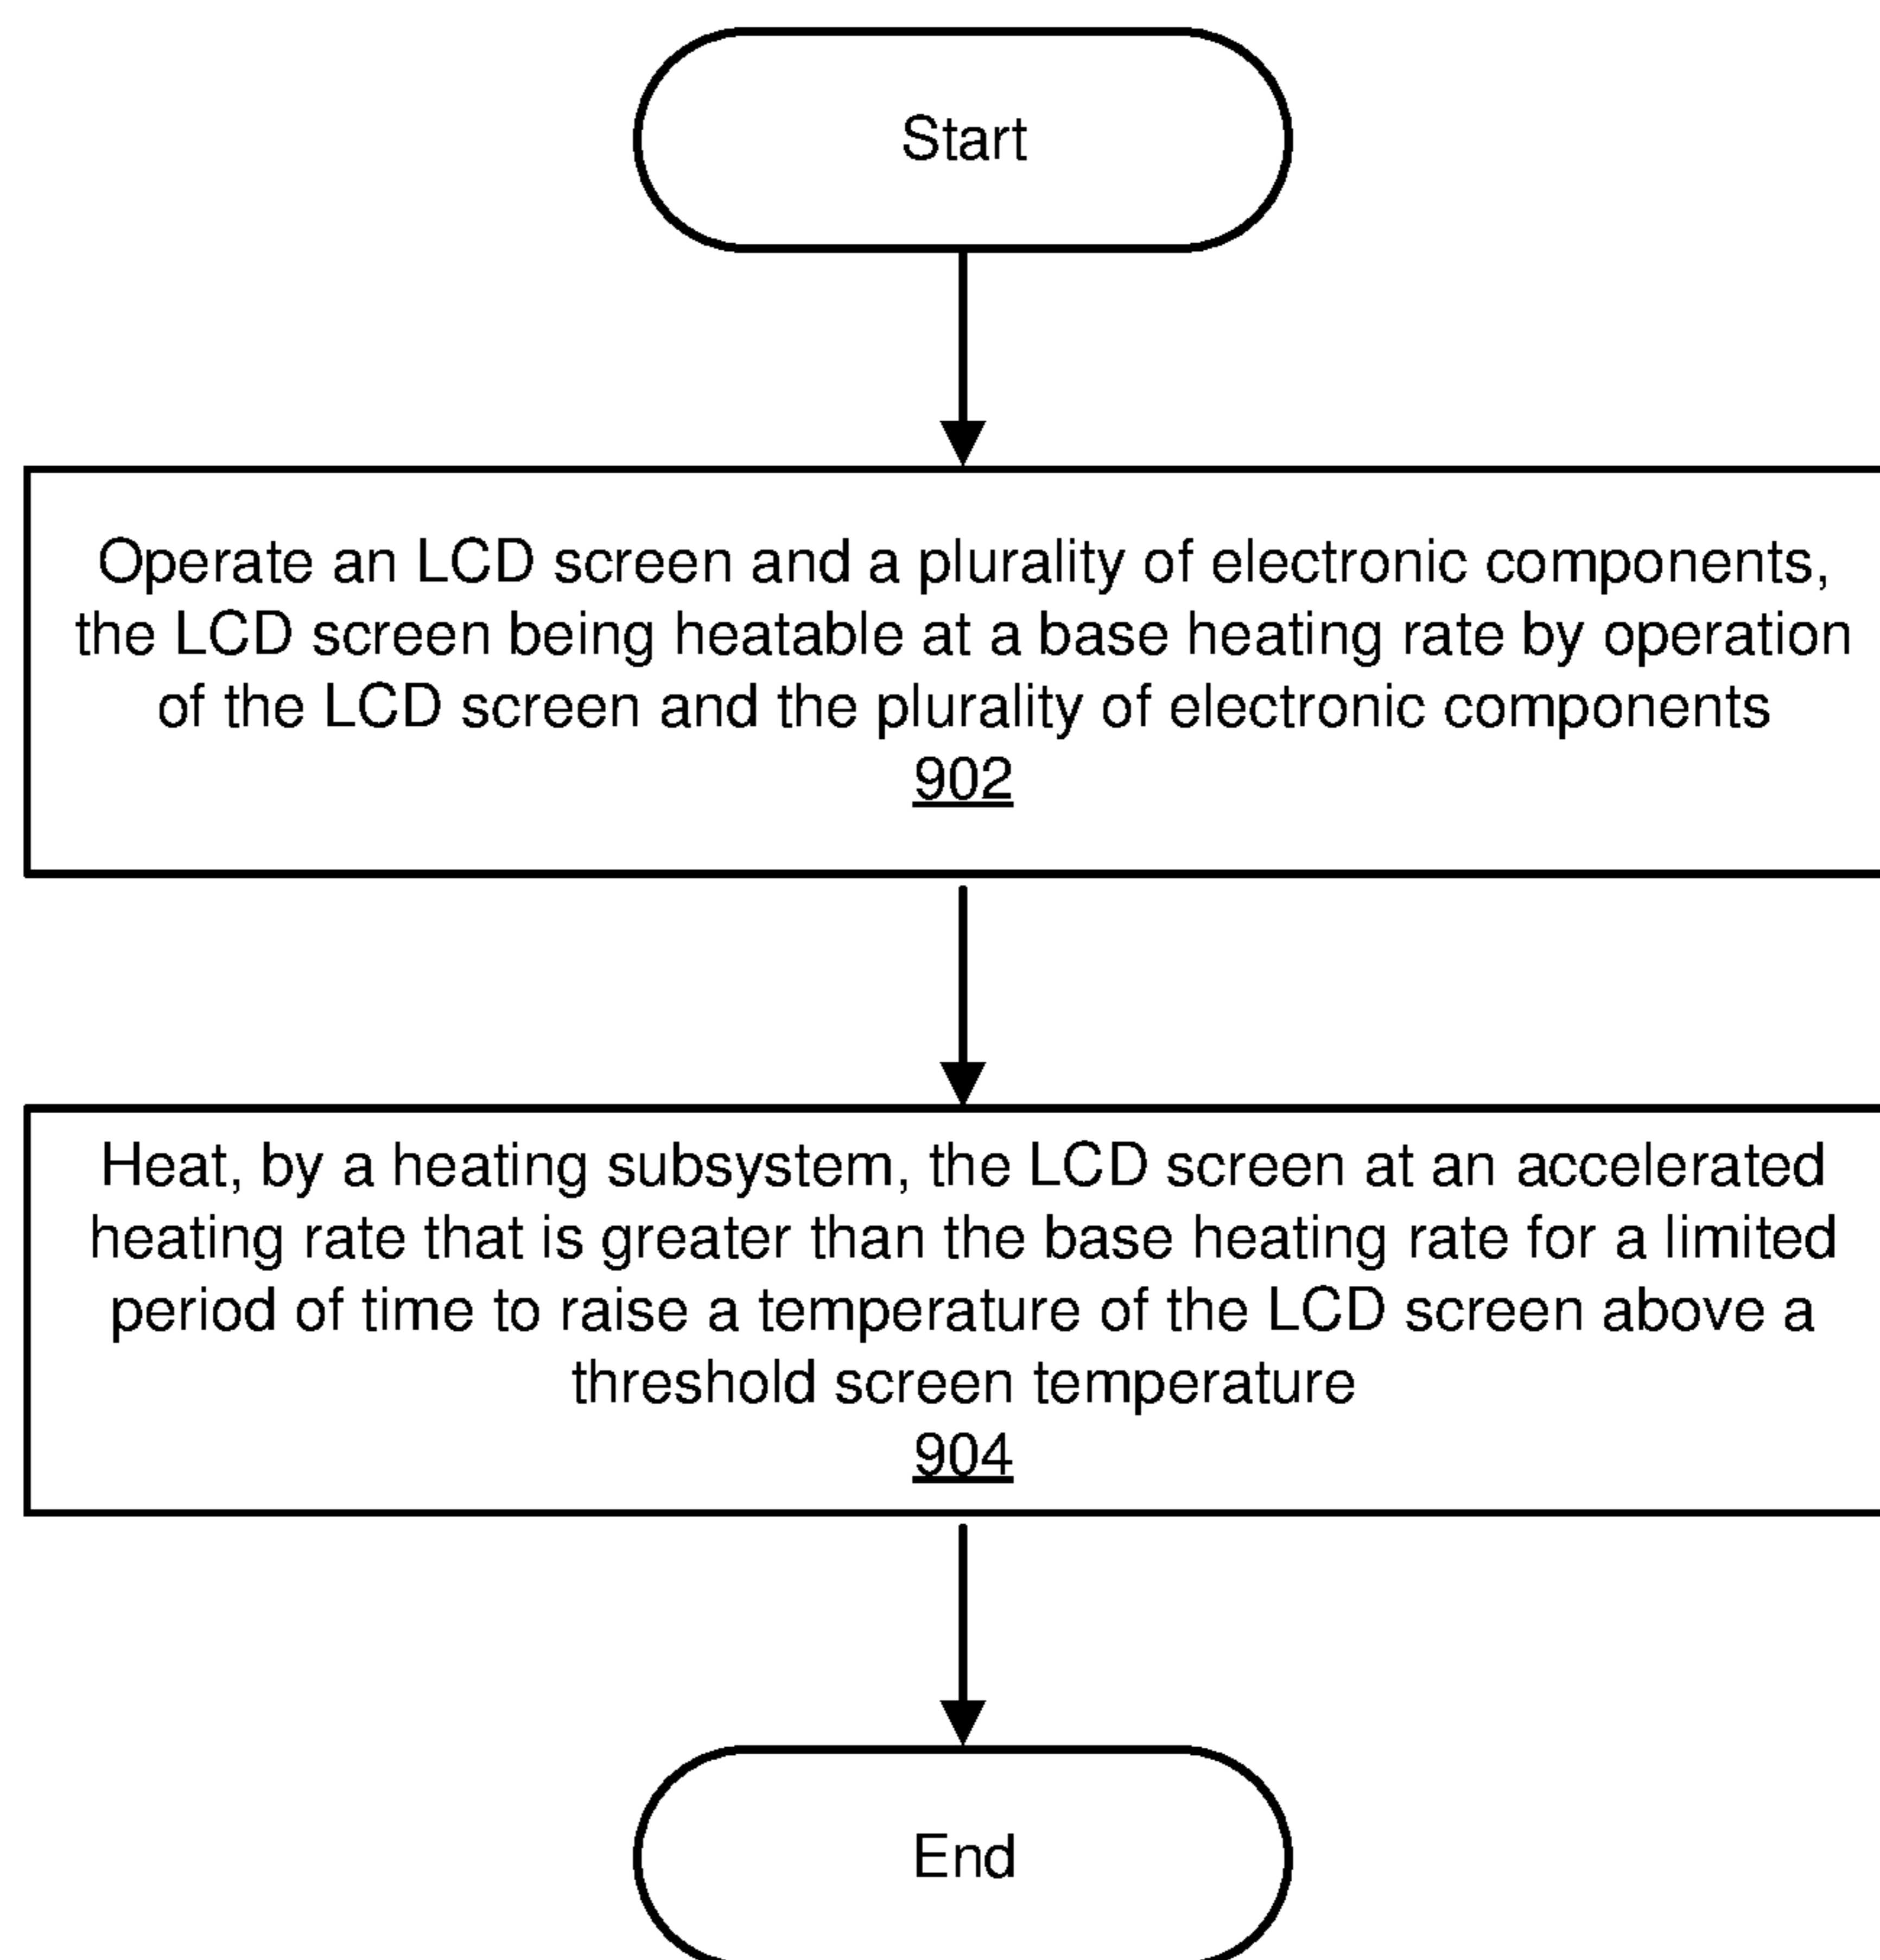 Start
Operate an LCD screen and a plurality of electronic components,
the LCD screen being heatable at a base heating rate by operation
of the LCD screen and the plurality of electronic components
902
Heat, by a heating subsystem, the LCD screen at an accelerated
heating rate that is greater than the base heating rate for a limited
period of time to raise a temperature of the LCD screen above a
threshold screen temperature
904
End